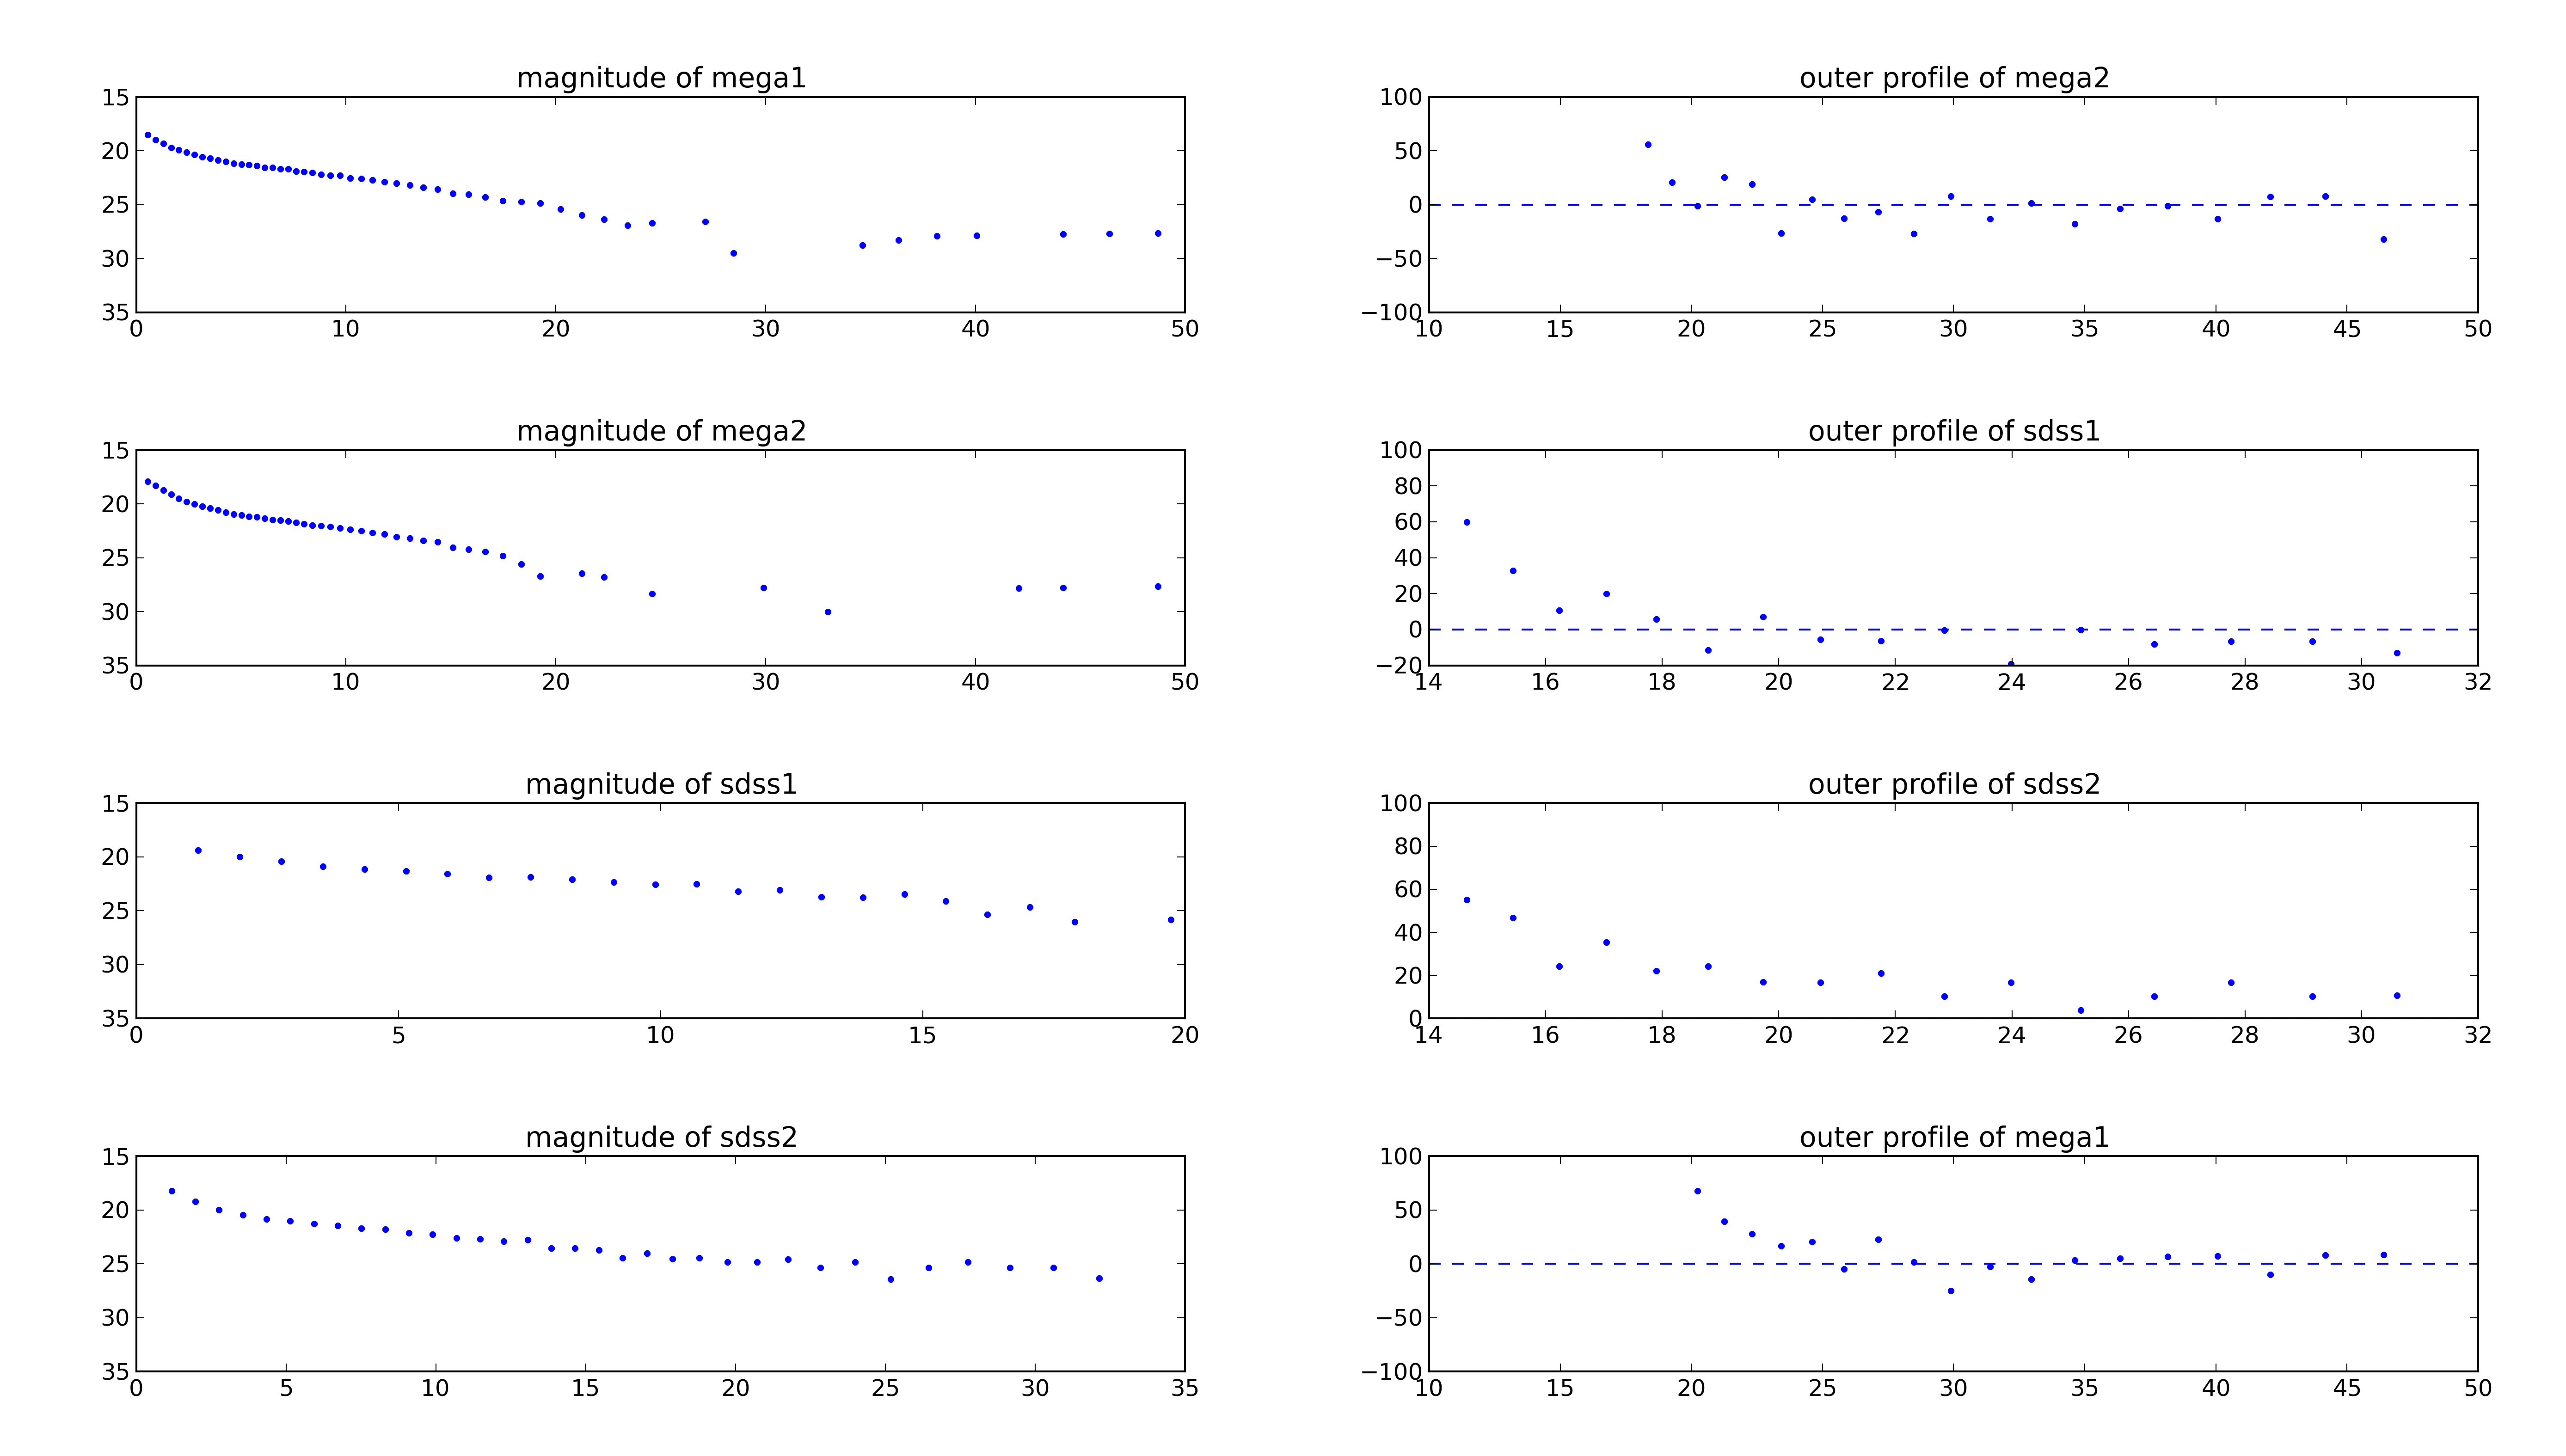 magnitude of mega1
15
20
25
30
35
0 10 20 30 40 50
outer profile of mega2
100
50
0
−50
−100
10 15 20 25 30 35 40 45 50
magnitude of mega2
15
20
25
30
35
0 10 20 30 40 50
outer profile of sdss1
100
80
60
40
20
0
−20
14 16 18 20 22 24 26 28 30 32
magnitude of sdss1
15
20
25
30
35
0 5 10 15 20
outer profile of sdss2
100
80
60
40
20
0
14 16 18 20 22 24 26 28 30 32
magnitude of sdss2
15
20
25
30
35
0 5 10 15 20 25 30 35
outer profile of mega1
100
50
0
−50
−100
10 15 20 25 30 35 40 45 50